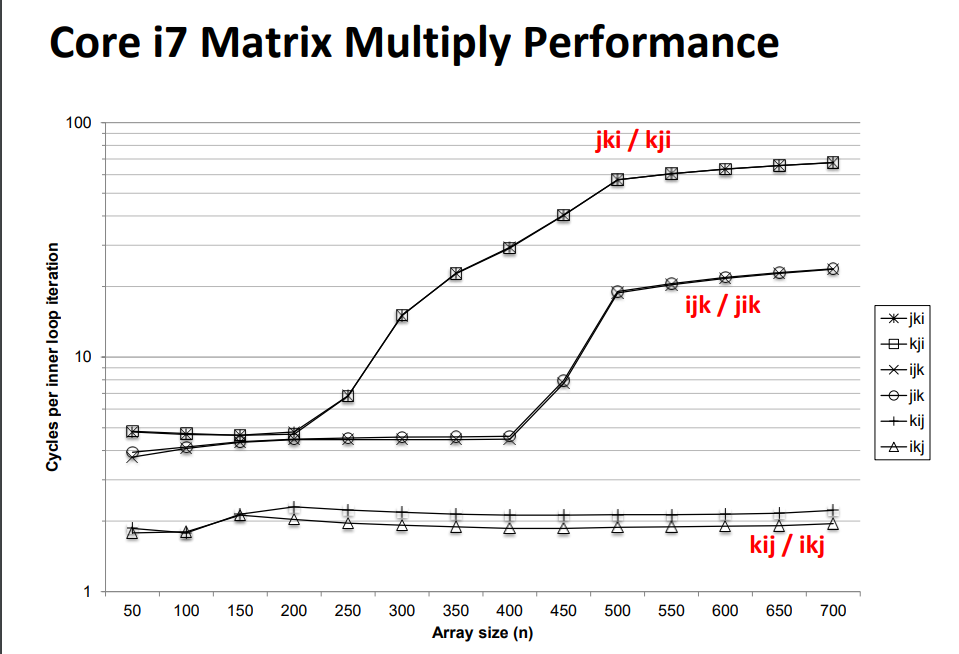 Core i7 Matrix Multiply Performance
100
jki / kji
ijk / jik
10
kij / ikj
1
Cycles per inner loop iteration
50 100 150 200 250 300 350 400 450 500 550 600 650 700
Array size (n)
jki
kji
ijk
jik
kij
ikj